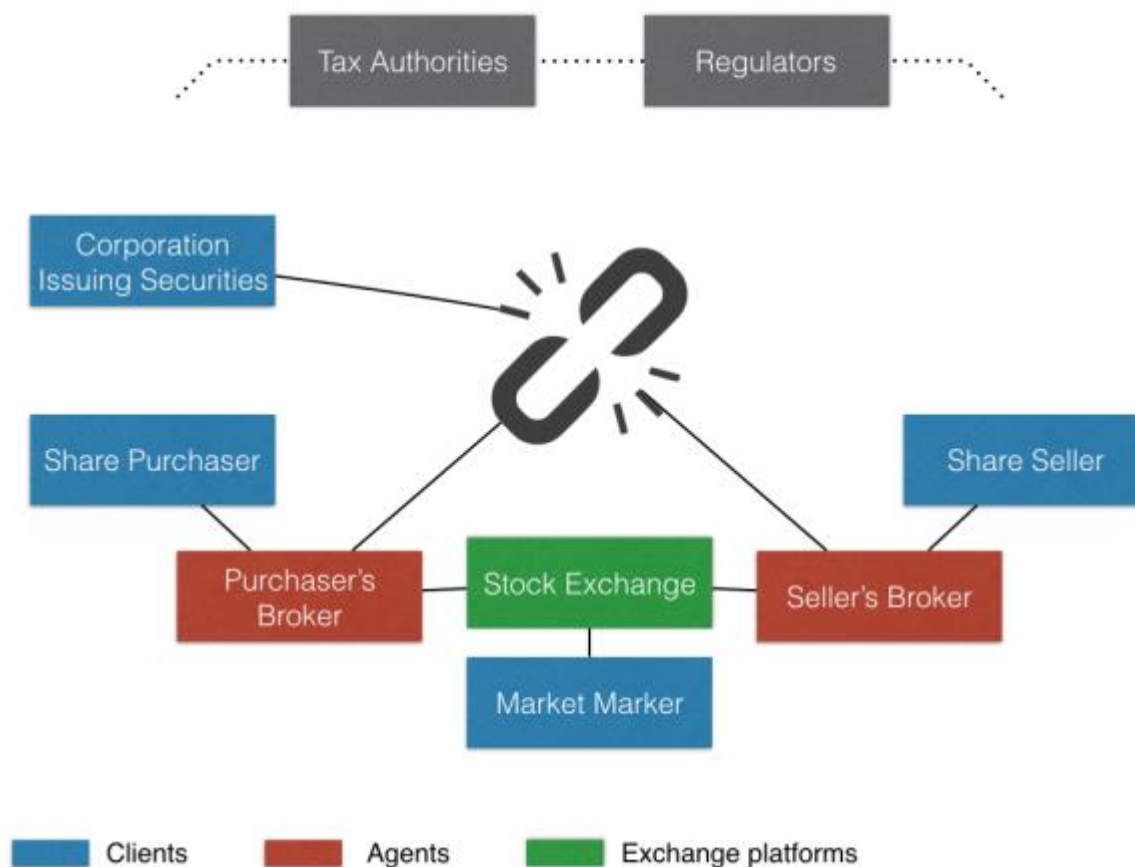 Tax Authorities
Regulators
Corporation
Issuing Securities
Share Purchaser
Share Seller
Purchaser's
Broker
Stock Exchange
Seller's Broker
Market Marker
Clients
Agents
Exchange platforms